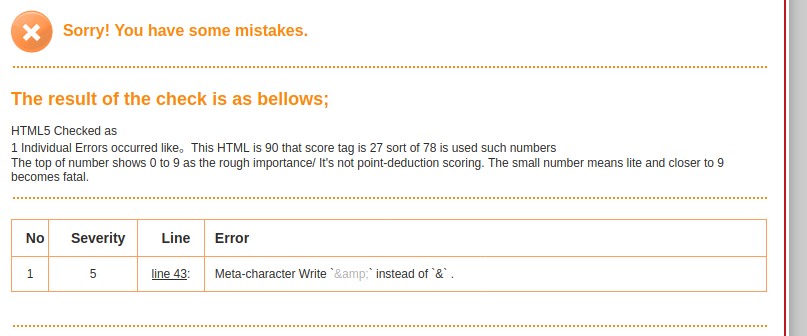 Sorry! You have some mistakes.
The result of the check is as bellows;
HTML5 Checked as
1 Individual Errors occurred like。This HTML is 90 that score tag is 27 sort of 78 is used such numbers
The top of number shows 0 to 9 as the rough importance/ It's not point-deduction scoring. The small number means lite and closer to 9
becomes fatal.
No Severity Line Error
1 5 line 43: Meta-character Write `&amp;` instead of `&` .